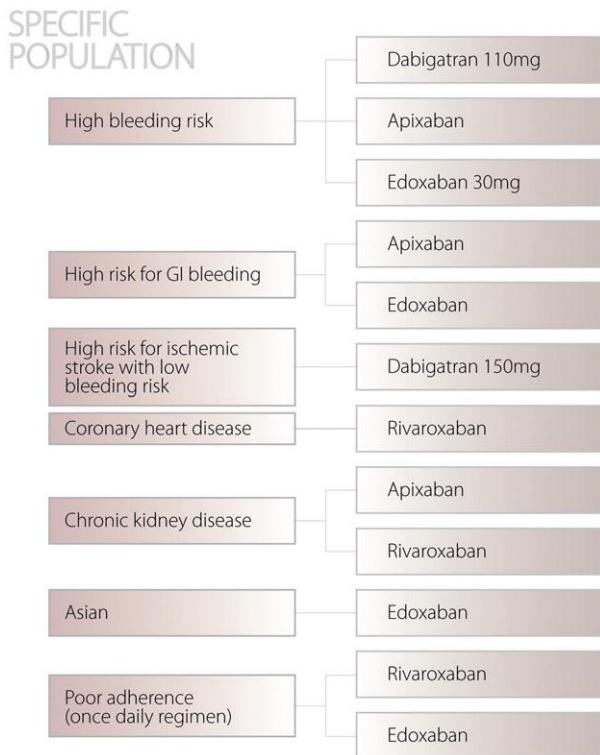 SPECIFIC
POPULATION
High bleeding risk
Dabigatran 110mg
Apixaban
Edoxaban 30mg
High risk for GI bleeding
Apixaban
Edoxaban
High risk for ischemic
stroke with low
bleeding risk
Dabigatran 150mg
Coronary heart disease
Rivaroxaban
Chronic kidney disease
Apixaban
Rivaroxaban
Asian
Edoxaban
Poor adherence
(once daily regimen)
Rivaroxaban
Edoxaban